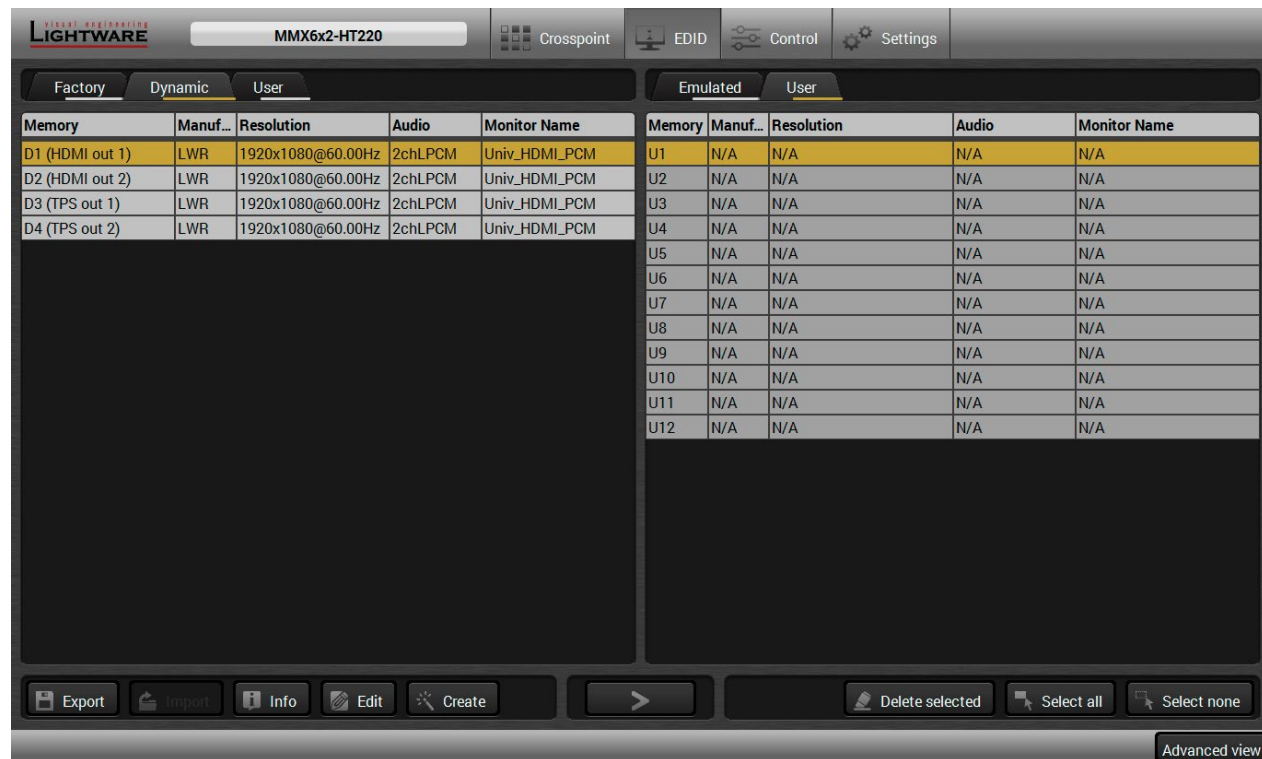 visual engineering
LIGHTWARE
MMX6x2-HT220
Crosspoint
EDID
Control
Settings
Factory Dynamic User
Emulated User
Memory Manuf... Resolution Audio Monitor Name
D1 (HDMI out 1) LWR 1920x1080@60.00Hz 2chLPCM Univ_HDMI_PCM
D2 (HDMI out 2) LWR 1920x1080@60.00Hz 2chLPCM Univ_HDMI_PCM
D3 (TPS out 1) LWR 1920x1080@60.00Hz 2chLPCM Univ_HDMI_PCM
D4 (TPS out 2) LWR 1920x1080@60.00Hz 2chLPCM Univ_HDMI_PCM
Memory Manuf... Resolution Audio Monitor Name
U1 N/A N/A N/A N/A
U2 N/A N/A N/A N/A
U3 N/A N/A N/A N/A
U4 N/A N/A N/A N/A
U5 N/A N/A N/A N/A
U6 N/A N/A N/A N/A
U7 N/A N/A N/A N/A
U8 N/A N/A N/A N/A
U9 N/A N/A N/A N/A
U10 N/A N/A N/A N/A
U11 N/A N/A N/A N/A
U12 N/A N/A N/A N/A
Export Import Info Edit Create
>
Delete selected Select all Select none
Advanced view